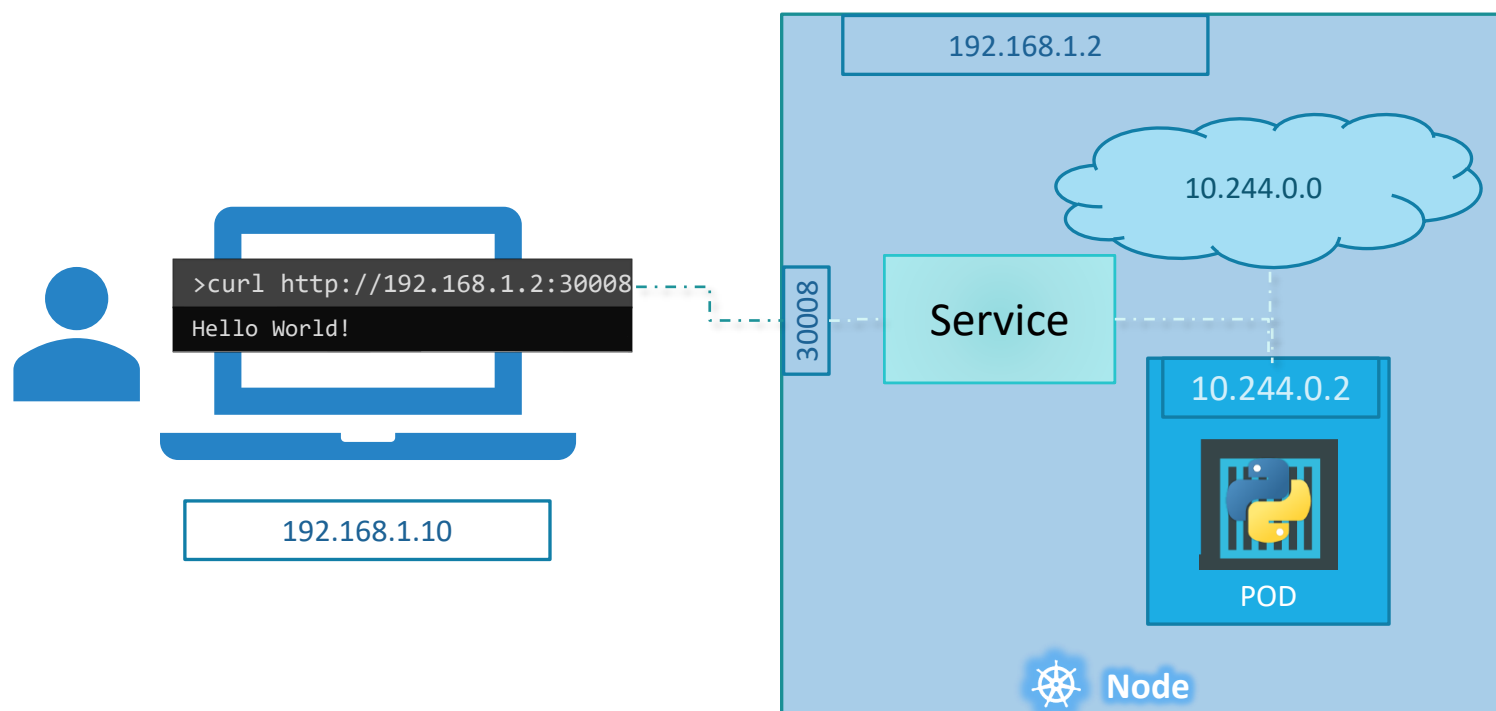 192.168.1.2
10.244.0.0
>curl http://192.168.1.2:30008
Hello World!
30008
Service
10.244.0.2
POD
192.168.1.10
Node